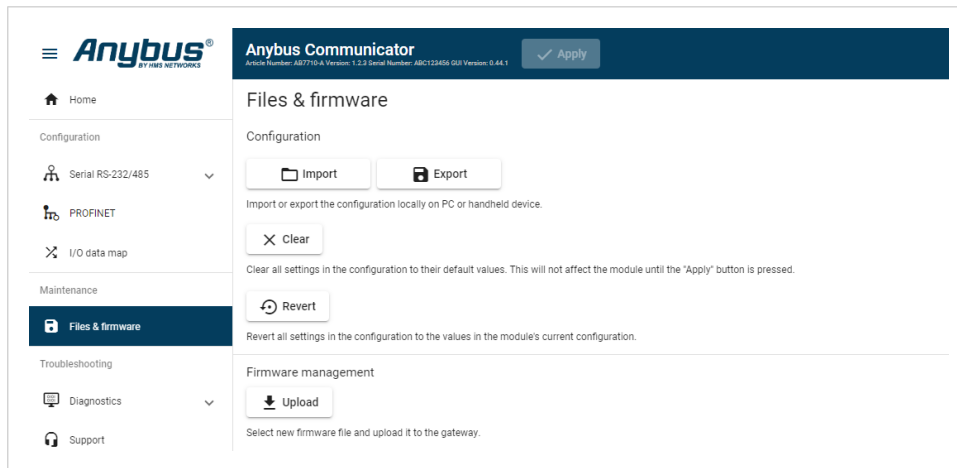 Anybus®
BY HMS NETWORKS
Anybus Communicator
Article Number: AB7710-A Version: 1.2.3 Serial Number: ABC123456 GUI Version: 0.44.1
Apply
Home
Configuration
Serial RS-232/485
PROFINET
I/O data map
Maintenance
Files & firmware
Troubleshooting
Diagnostics
Support
Files & firmware
Configuration
Import
Export
Import or export the configuration locally on PC or handheld device.
Clear
Clear all settings in the configuration to their default values. This will not affect the module until the "Apply" button is pressed.
Revert
Revert all settings in the configuration to the values in the module's current configuration.
Firmware management
Upload
Select new firmware file and upload it to the gateway.